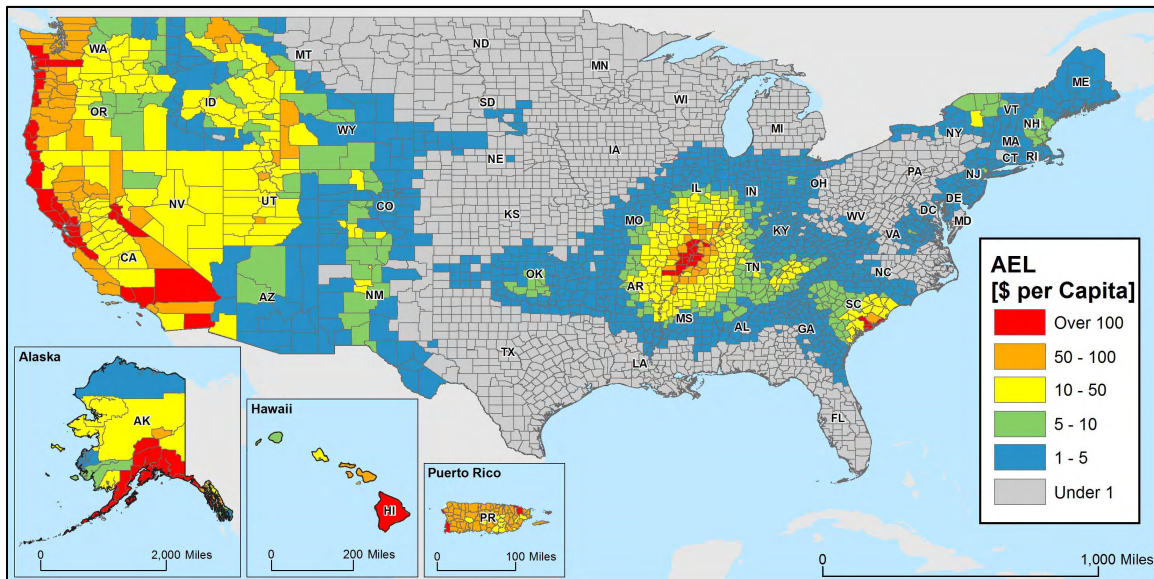 WA
MT
ND
MN
ME
OR
ID
SD
WI
MI
VT
NH
NY
MA
CT
RI
WY
IA
NE
PA
NJ
NV
UT
CO
IL
IN
OH
DE
DC
MD
KS
MO
WV
VA
KY
CA
OK
TN
NC
AZ
NM
AR
SC
MS
AL
GA
TX
LA
FL
AEL
[$ per Capita]
Over 100
50 - 100
10 - 50
5 - 10
1 - 5
Under 1
Alaska
AK
0
2,000 Miles
Hawaii
HI
0
200 Miles
Puerto Rico
PR
0
100 Miles
0
1,000 Miles